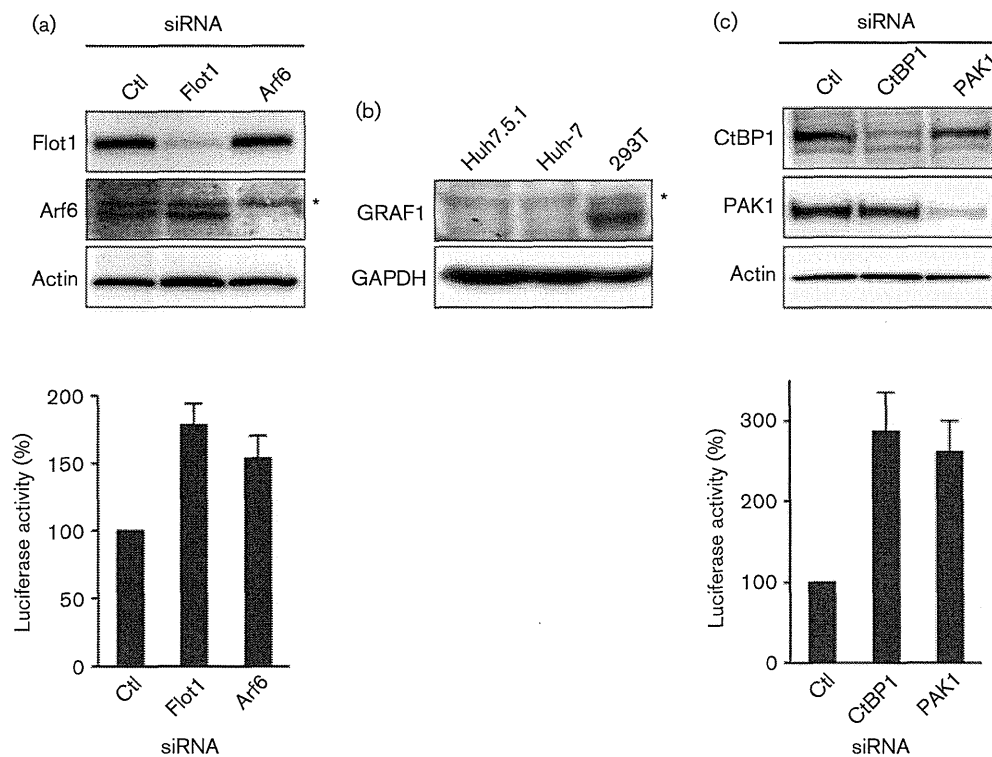 (a)
siRNA
Ctl Flot1 Arf6
Flot1
Arf6 *
Actin
Luciferase activity (%)
200
150
100
50
0
Ctl Flot1 Arf6
siRNA
(b)
Huh7.5.1 Huh-7 293T
GRAF1 *
GAPDH
(c)
siRNA
Ctl CtBP1 PAK1
CtBP1
PAK1
Actin
Luciferase activity (%)
300
200
100
0
Ctl CtBP1 PAK1
siRNA